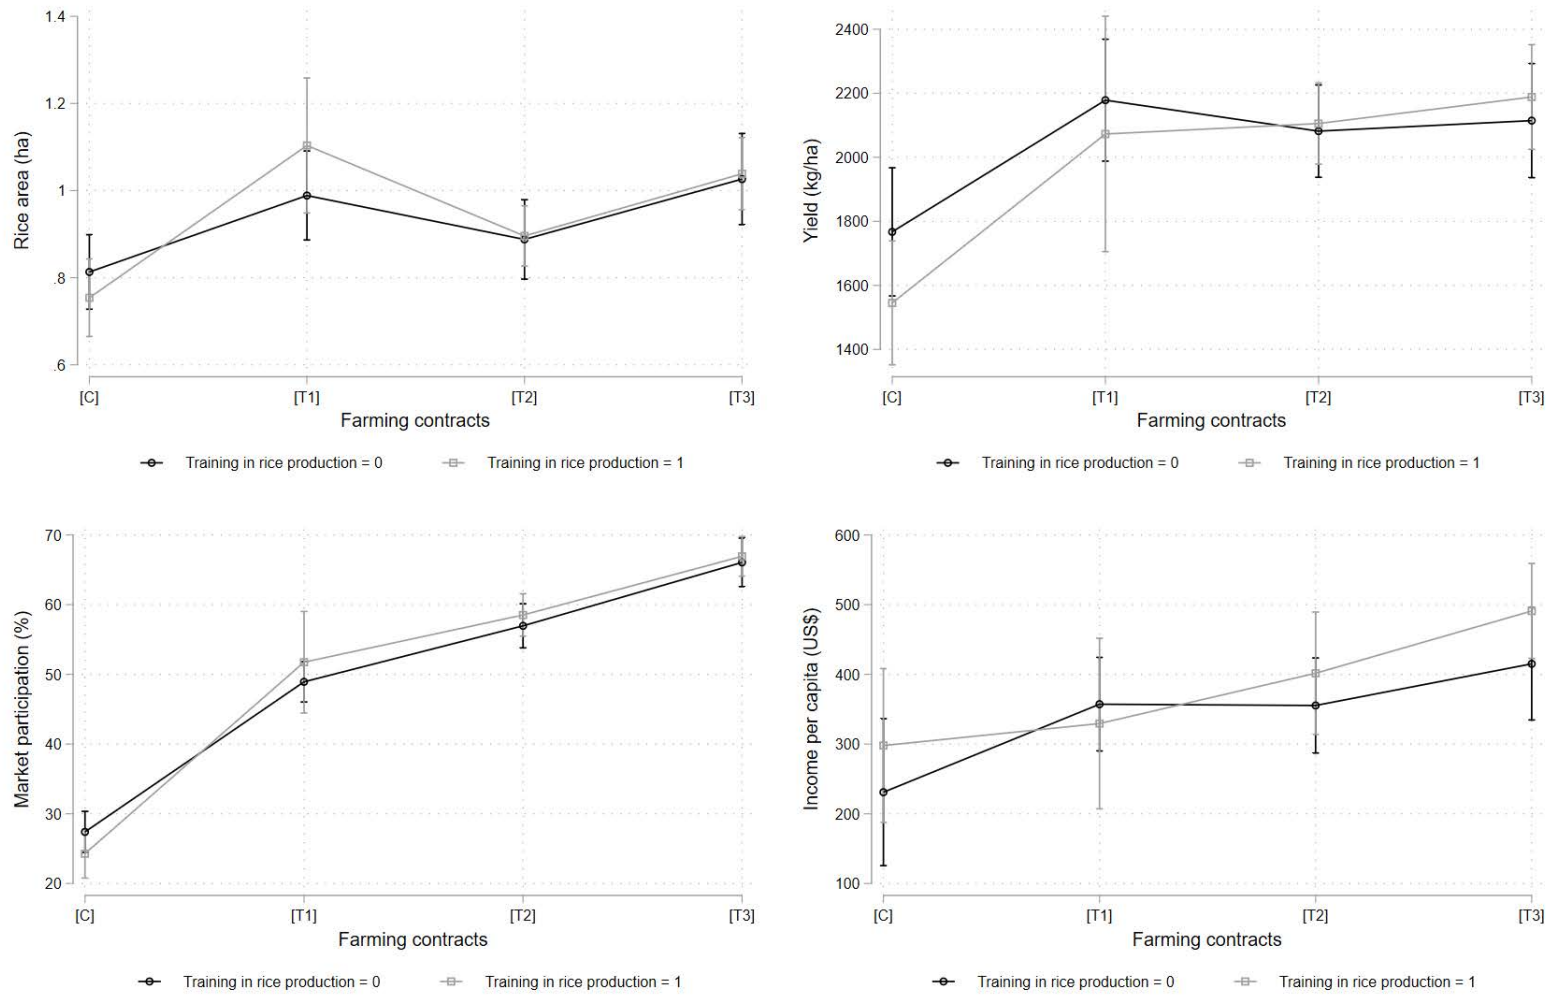 Rice area (ha)
1.4
1.2
1
.8
.6
[C] [T1] [T2] [T3]
Farming contracts
Training in rice production = 0 Training in rice production = 1
Yield (kg/ha)
2400
2200
2000
1800
1600
1400
[C] [T1] [T2] [T3]
Farming contracts
Training in rice production = 0 Training in rice production = 1
Market participation (%)
70
60
50
40
30
20
[C] [T1] [T2] [T3]
Farming contracts
Training in rice production = 0 Training in rice production = 1
Income per capita (US$)
600
500
400
300
200
100
[C] [T1] [T2] [T3]
Farming contracts
Training in rice production = 0 Training in rice production = 1